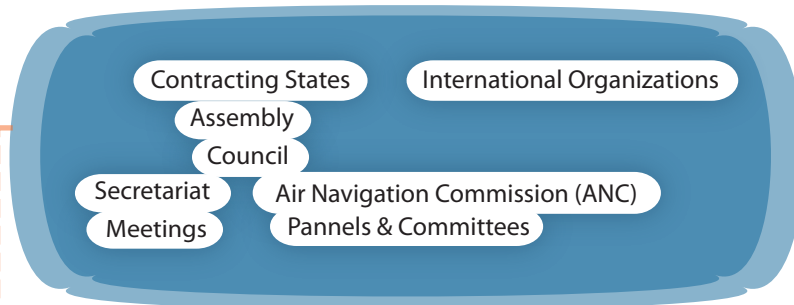 Contracting States
International Organizations
Assembly
Council
Secretariat
Air Navigation Commission (ANC)
Meetings
Pannels & Committees